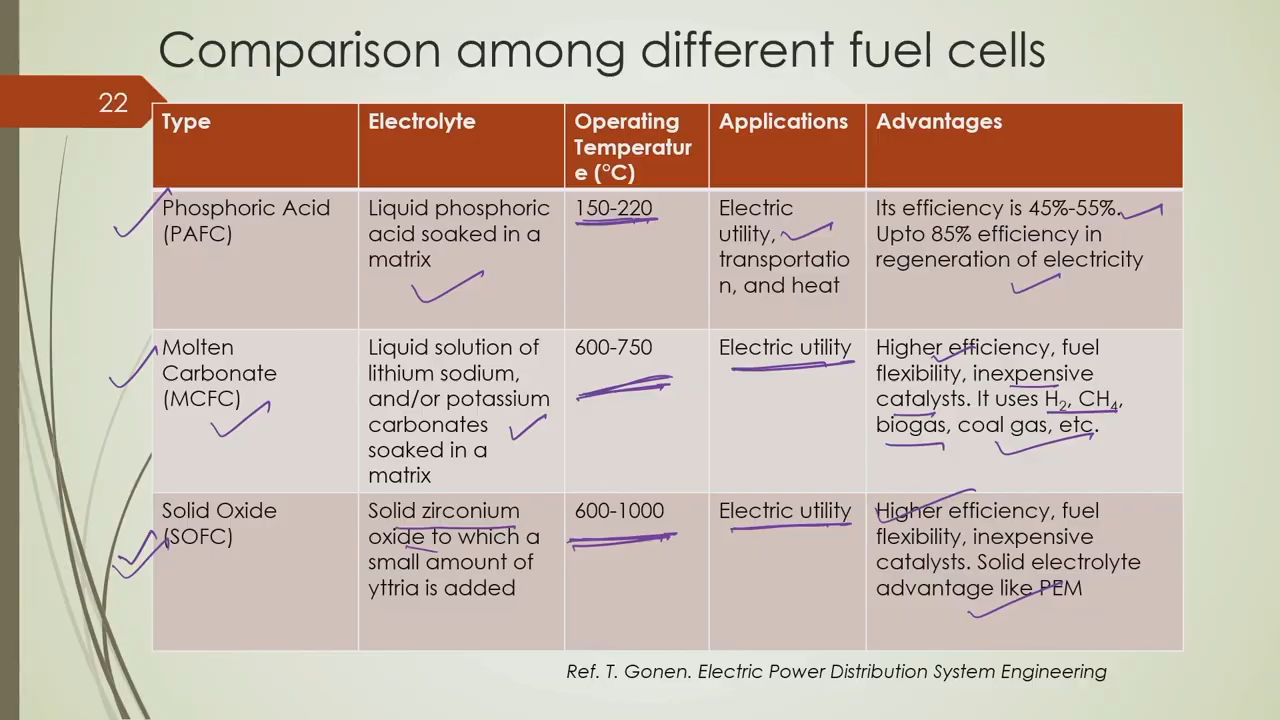 Comparison among different fuel cells
22
Type
Electrolyte
Operating
Temperatur
e (°C)
Applications
Advantages
Phosphoric Acid
(PAFC)
Liquid phosphoric
acid soaked in a
matrix
150-220
Electric
utility,
transportatio
n, and heat
Its efficiency is 45%-55%.
Upto 85% efficiency in
regeneration of electricity
Molten
Carbonate
(MCFC)
Liquid solution of
lithium sodium,
and/or potassium
carbonates
soaked in a
matrix
600-750
Electric utility
Higher efficiency, fuel
flexibility, inexpensive
catalysts. It uses H₂, CH₄,
biogas, coal gas, etc.
Solid Oxide
(SOFC)
Solid zirconium
oxide to which a
small amount of
yttria is added
600-1000
Electric utility
Higher efficiency, fuel
flexibility, inexpensive
catalysts. Solid electrolyte
advantage like PEM
Ref. T. Gonen. Electric Power Distribution System Engineering